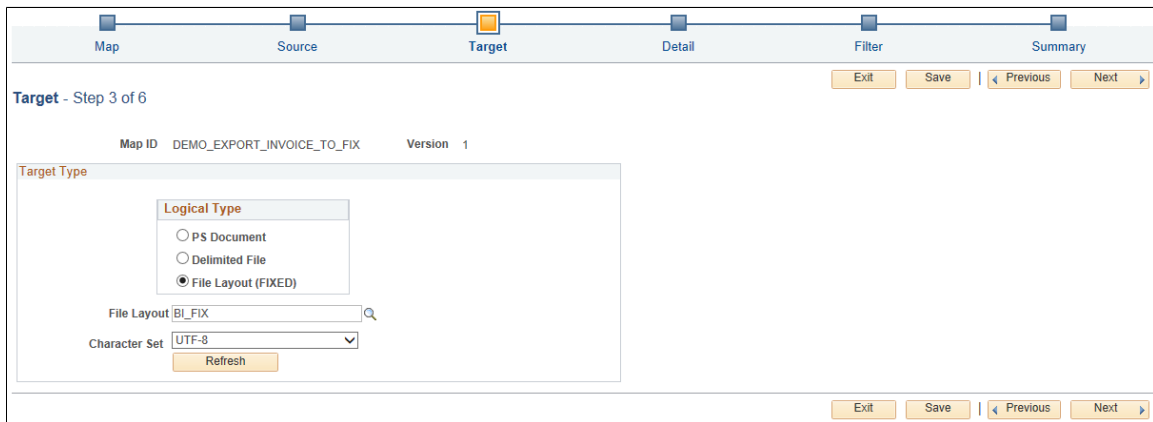 Map Source Target Detail Filter Summary
Exit Save | Previous Next
Target - Step 3 of 6
Map ID DEMO_EXPORT_INVOICE_TO_FIX Version 1
Target Type
Logical Type
PS Document
Delimited File
File Layout (FIXED)
File Layout BI_FIX
Character Set UTF-8
Refresh
Exit Save | Previous Next